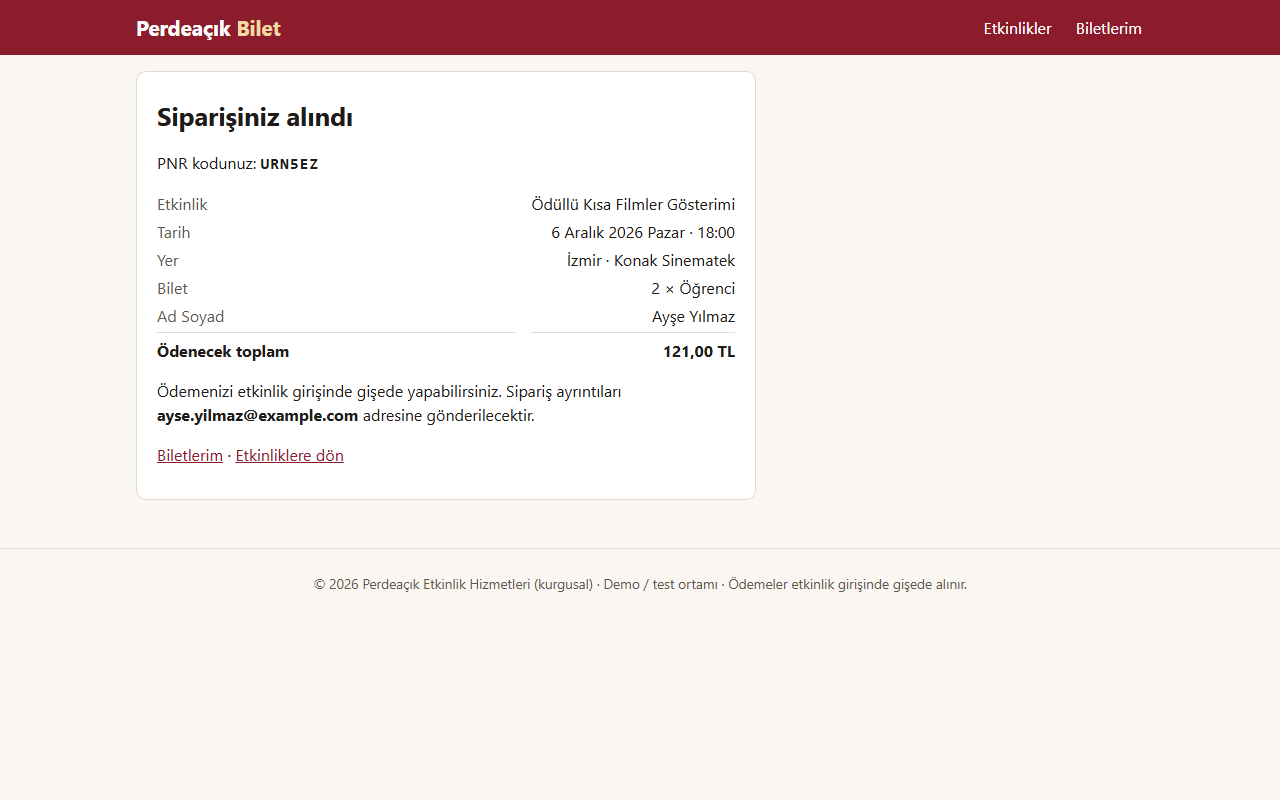 Perdeaçık Bilet
Etkinlikler
Biletlerim
Siparişiniz alındı
PNR kodunuz: URN5EZ
Etkinlik
Ödüllü Kısa Filmler Gösterimi
Tarih
6 Aralık 2026 Pazar · 18:00
Yer
İzmir · Konak Sinematek
Bilet
2 × Öğrenci
Ad Soyad
Ayşe Yılmaz
Ödenecek toplam
121,00 TL
Ödemenizi etkinlik girişinde gişede yapabilirsiniz. Sipariş ayrıntıları
ayse.yilmaz@example.com adresine gönderilecektir.
Biletlerim · Etkinliklere dön
© 2026 Perdeaçık Etkinlik Hizmetleri (kurgusal) · Demo / test ortamı · Ödemeler etkinlik girişinde gişede alınır.